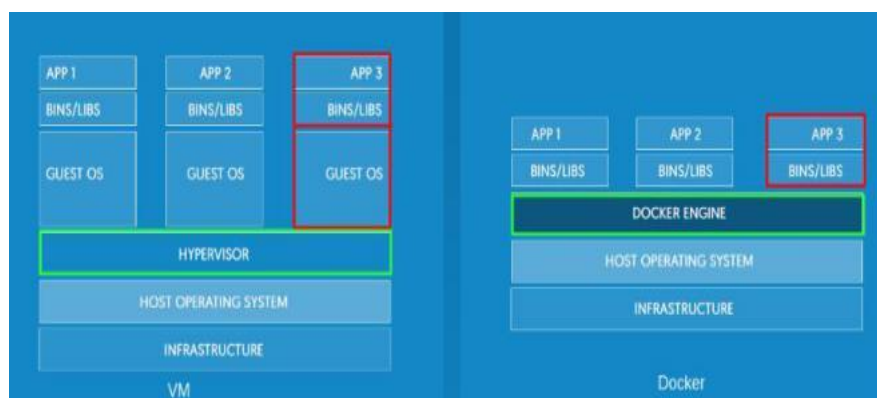 APP 1 APP 2 APP 3
BINS/LIBS BINS/LIBS BINS/LIBS
GUEST OS GUEST OS GUEST OS
HYPERVISOR
HOST OPERATING SYSTEM
INFRASTRUCTURE
VM
APP 1 APP 2 APP 3
BINS/LIBS BINS/LIBS BINS/LIBS
DOCKER ENGINE
HOST OPERATING SYSTEM
INFRASTRUCTURE
Docker